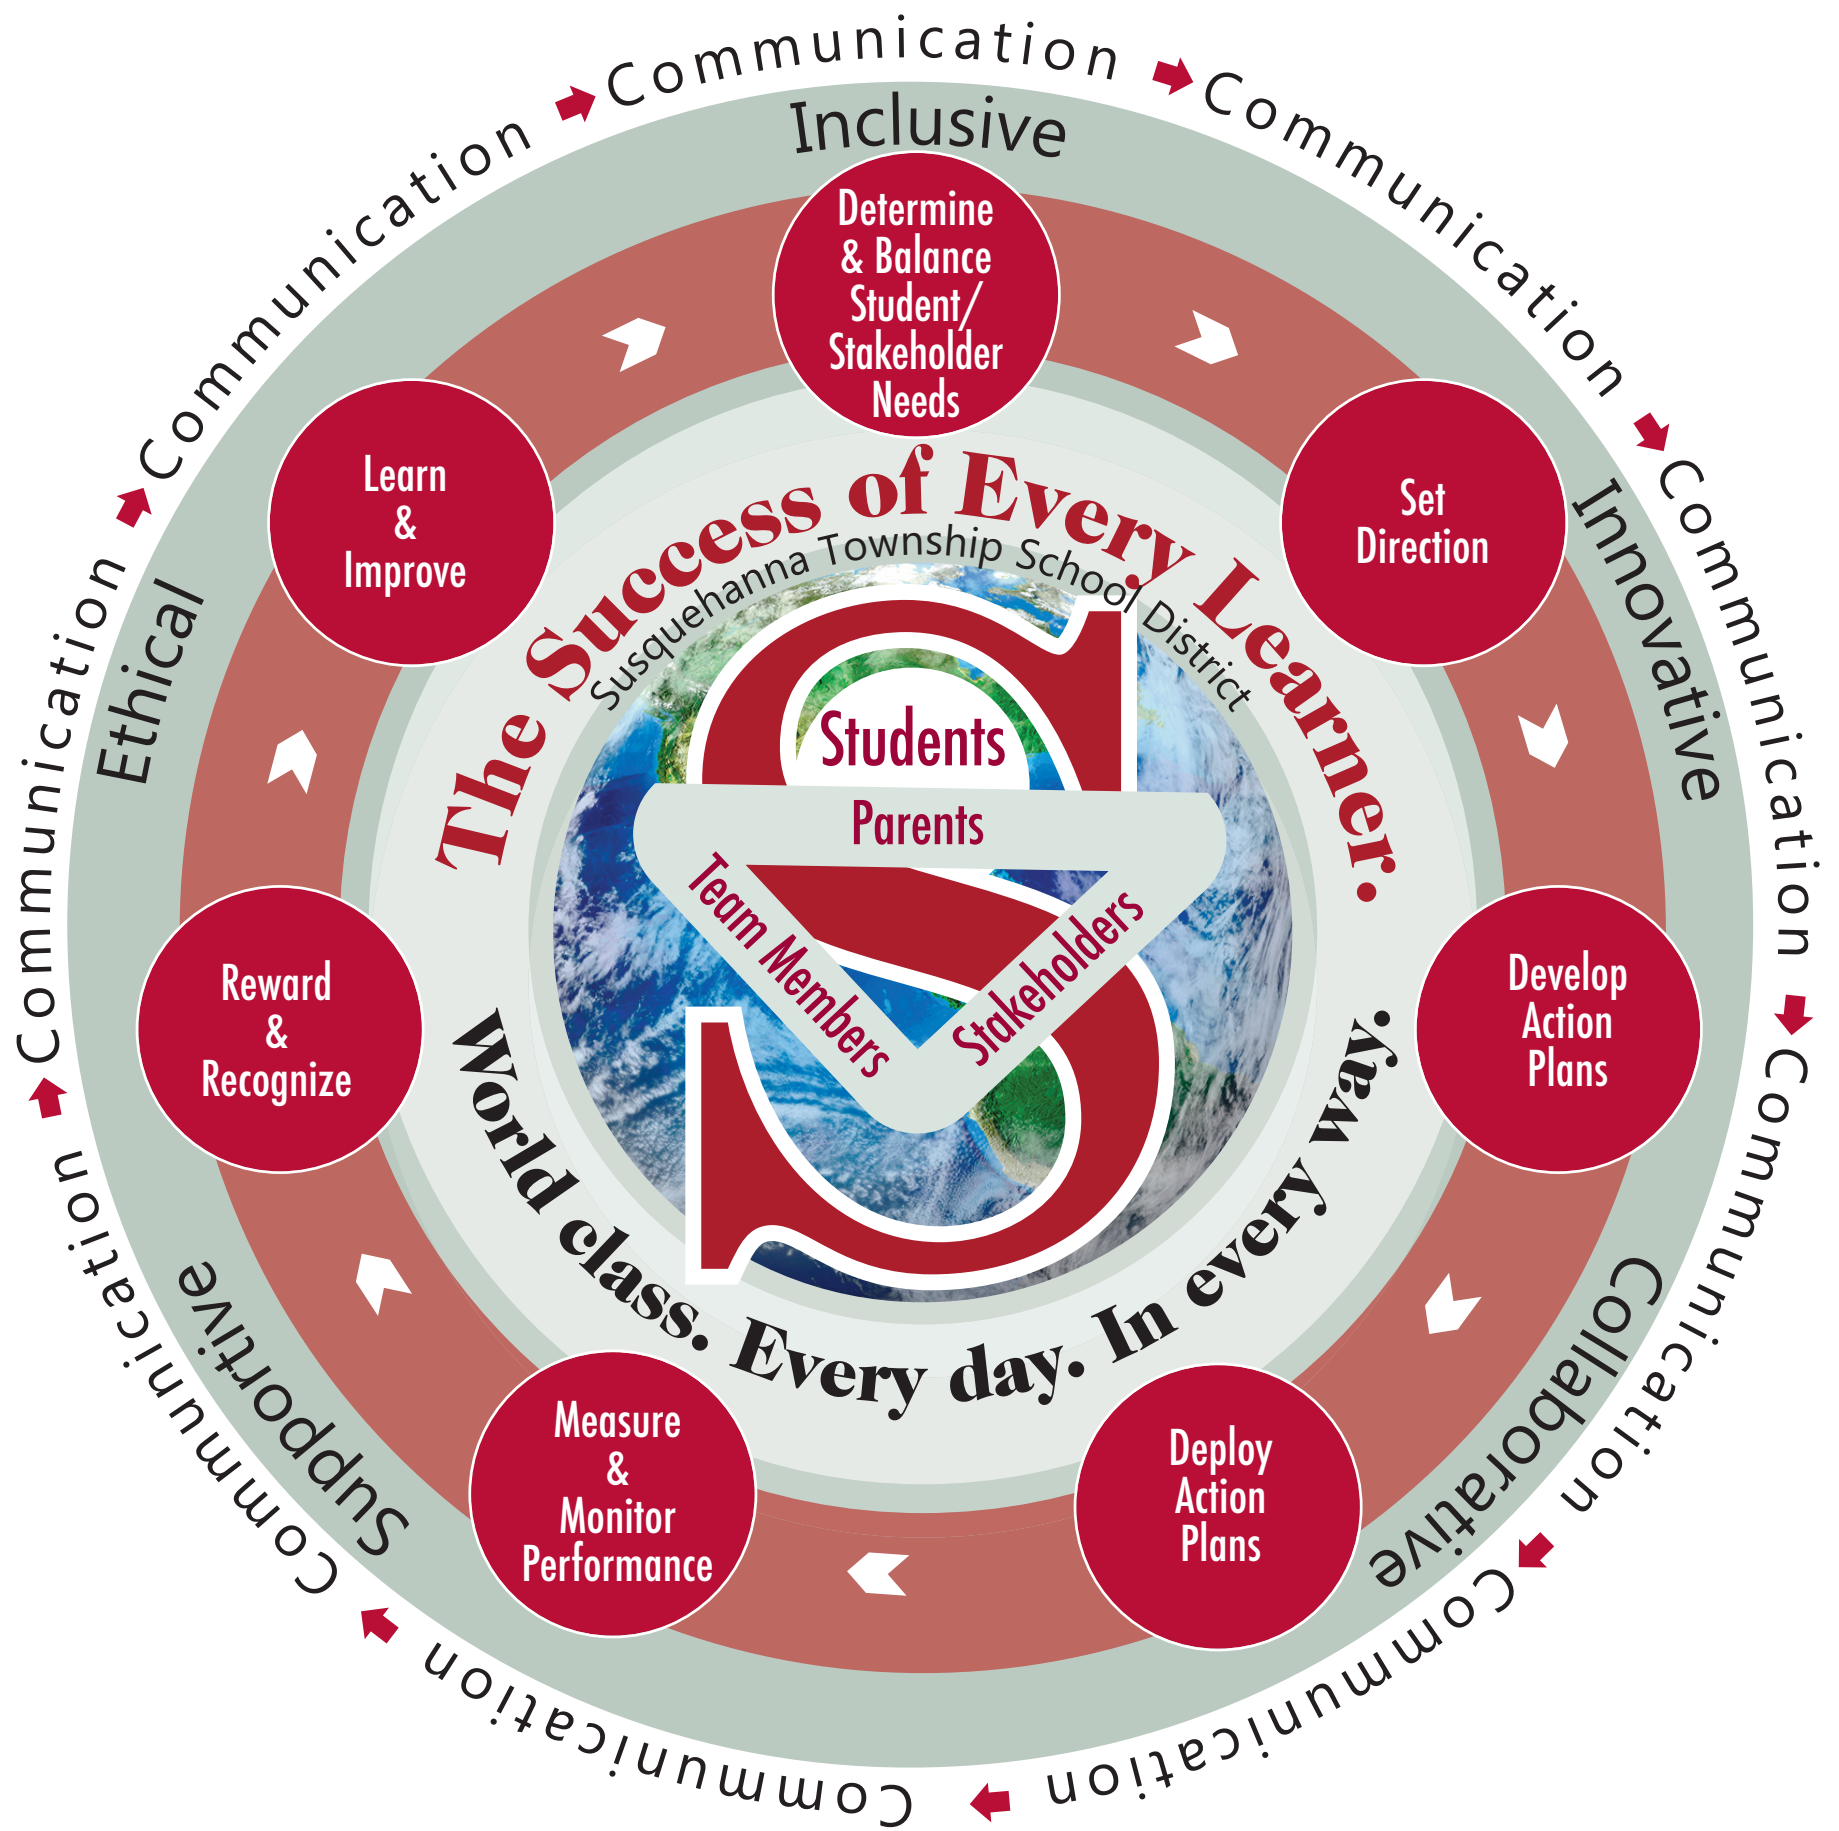 Communication
Communication
Communication
Communication
Communication
Communication
Communication
Communication
Communication
Inclusive
Innovative
Collaborative
Supportive
Ethical
Determine
& Balance
Student/
Stakeholder
Needs
Set
Direction
Develop
Action
Plans
Deploy
Action
Plans
Measure
&
Monitor
Performance
Reward
&
Recognize
Learn
&
Improve
The Success of Every Learner.
Susquehanna Township School District
S
Students
Parents
Team Members
Stakeholders
World class. Every day. In every way.